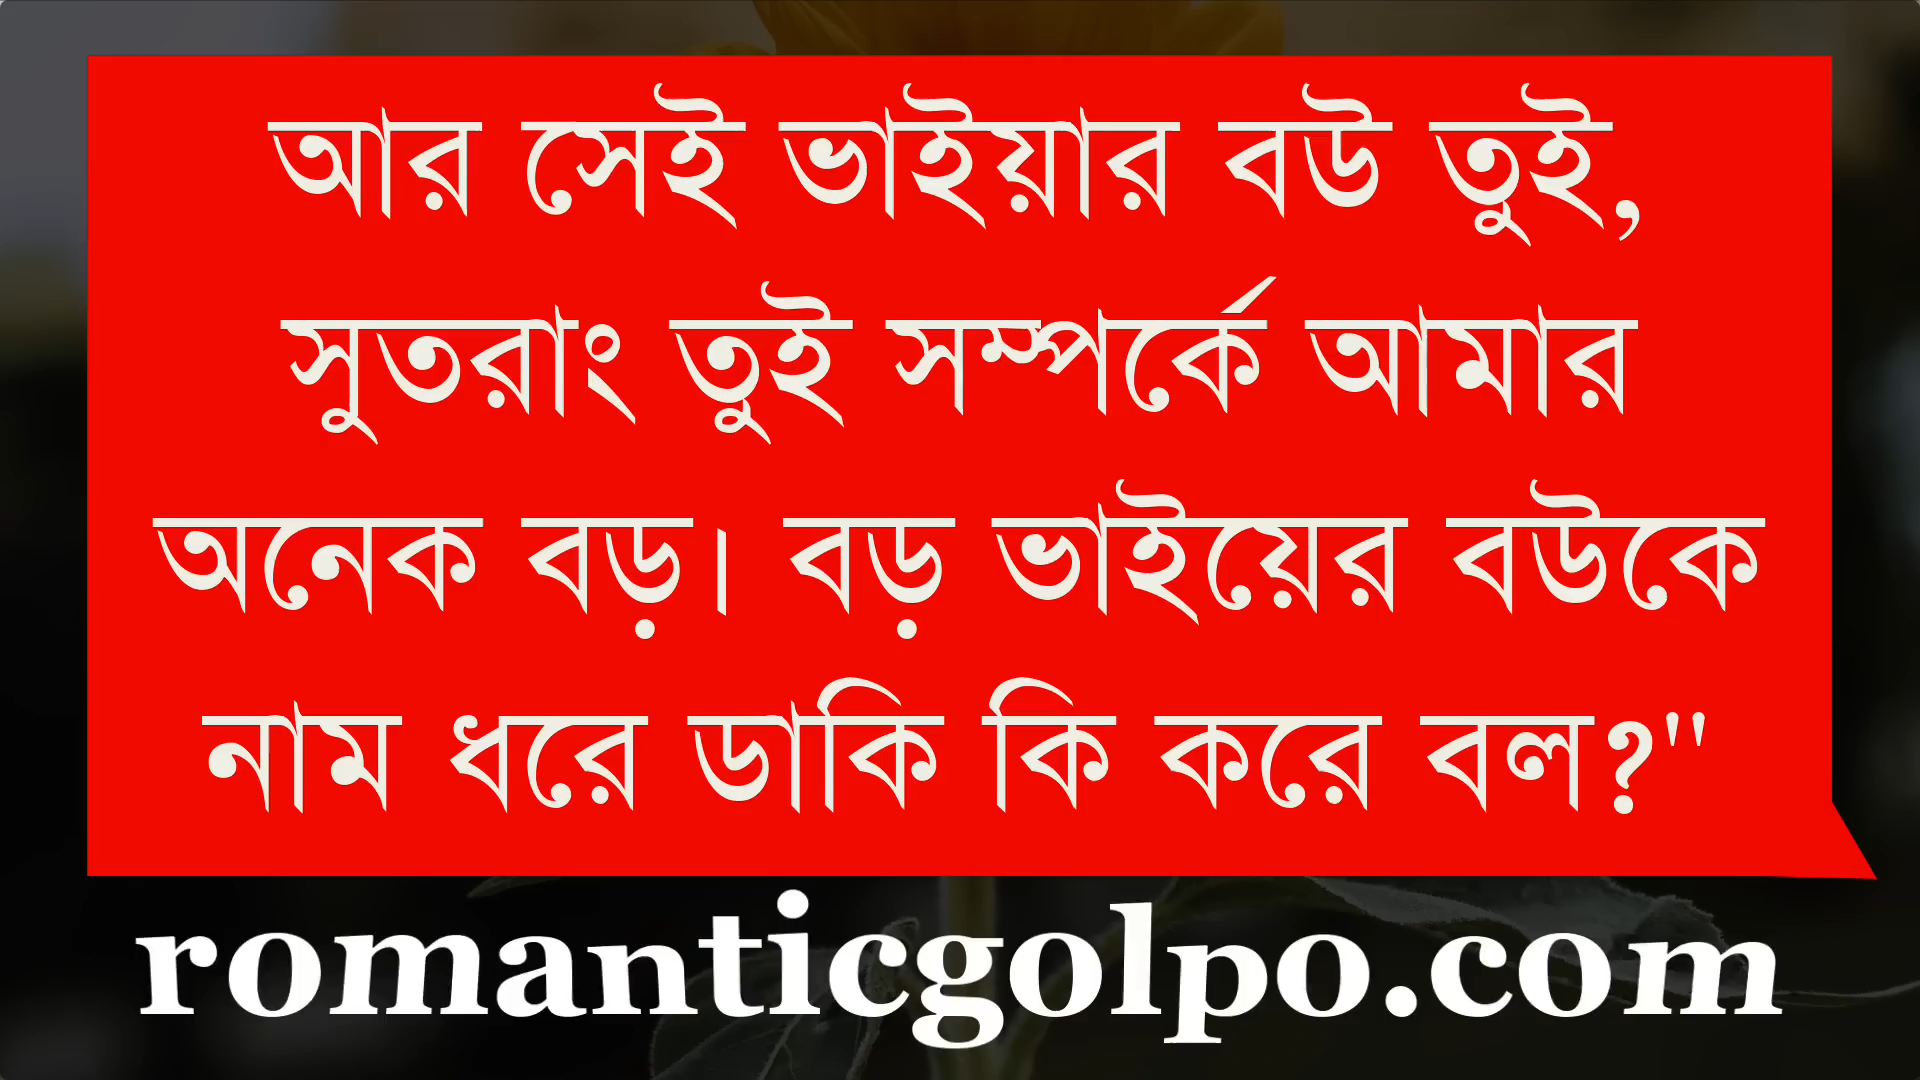 আর সেই ভাইয়ার বউ তুই,
সুতরাং তুই সম্পর্কে আমার
অনেক বড়। বড় ভাইয়ের বউকে
নাম ধরে ডাকি কি করে বল?"
romanticgolpo.com